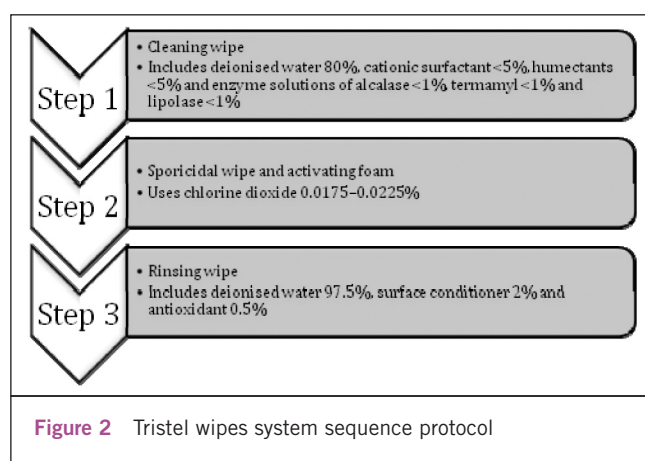 Step 1
• Cleaning wipe
• Includes deionised water 80%, cationic surfactant<5%, humectants
<5% and enzyme solutions of alcalase<1%, termamyl<1% and
lipolase<1%
Step 2
• Sporicidal wipe and activating foam
• Uses chlorine dioxide 0.0175–0.0225%
Step 3
• Rinsing wipe
• Includes deionised water 97.5%, surface conditioner 2% and
antioxidant 0.5%
Figure 2 Tristel wipes system sequence protocol